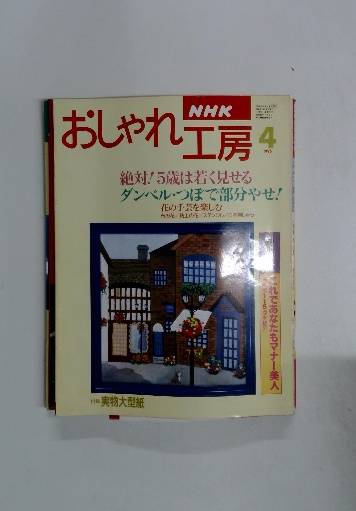 NHK
おしゃれ工房
4
絶対!5歳は若く見せる
ダンベル・つぼで部分やせ!
花の手芸を楽しむ
これであなたもマナー美人
付録 実物大型紙